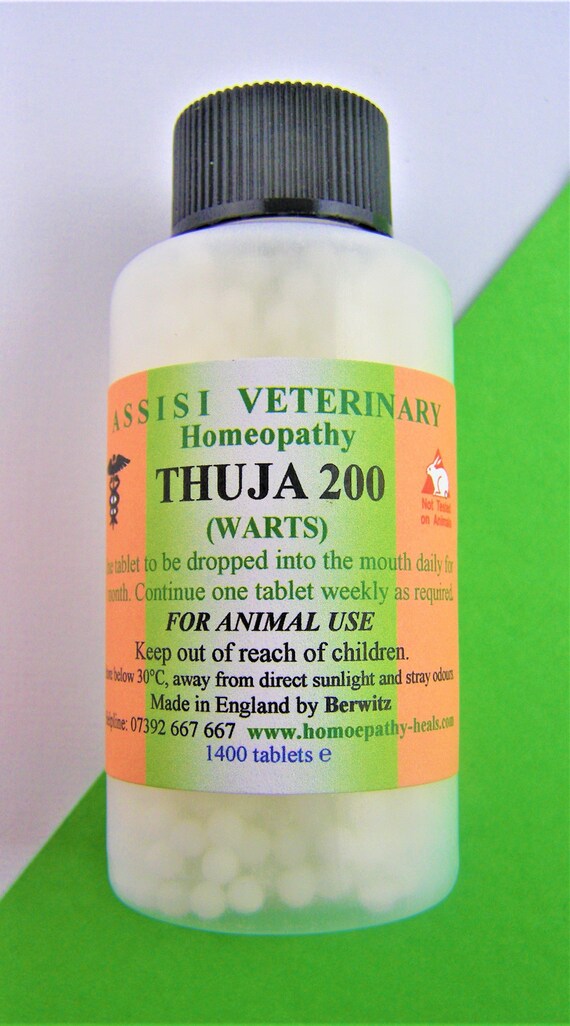 ASSISI VETERINARY
Homeopathy
THUJA 200
(WARTS)
Not Tested
on Animals
tablet to be dropped into the mouth daily for
month. Continue one tablet weekly as required.
FOR ANIMAL USE
Keep out of reach of children.
below 30°C, away from direct sunlight and stray odours
Made in England by Berwitz
07392 667 667 www.homoepathy-heals.com
1400 tablets ℮